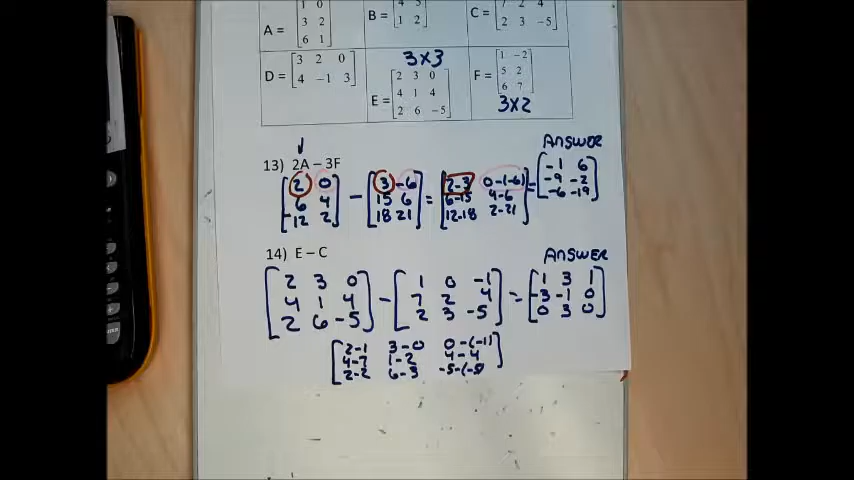 1 0 4 5 7 2 4
A = 3 2 B = 1 2 C = 2 3 -5
6 1
3x3
D = 3 2 0 E = 2 3 0 F = 1 -2
4 -1 3 4 1 4 5 2
2 6 -5 6 7
3x2
13) 2A – 3F ANSWER
2 0 - 3 -6 = 2-3 0-(-6) = -1 6
6 4 15 6 6-15 4-6 -9 -2
12 2 18 21 12-18 2-21 -6 -19
14) E – C ANSWER
2 3 0 - 1 0 -1 = 1 3 1
4 1 4 7 2 4 -3 -1 0
2 6 -5 2 3 -5 0 3 0
2-1 3-0 0-(-1)
4-7 1-2 4-4
2-2 6-3 -5-(-5)